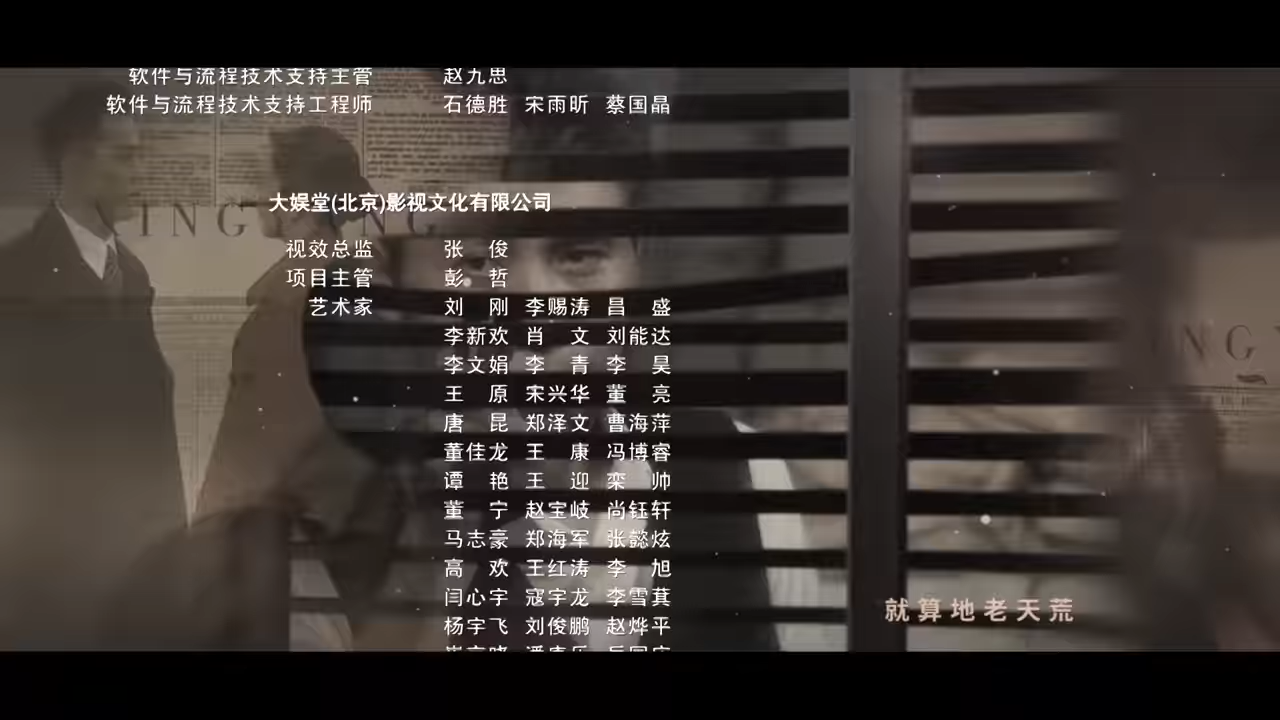 软件与流程技术支持主管 赵九思
软件与流程技术支持工程师 石德胜 宋雨昕 蔡国晶
大娱堂(北京)影视文化有限公司
视效总监 张 俊
项目主管 彭 哲
艺术家 刘 刚 李赐涛 昌 盛
李新欢 肖 文 刘能达
李文娟 李 青 李 昊
王 原 宋兴华 董 亮
唐 昆 郑泽文 曹海萍
董佳龙 王 康 冯博睿
谭 艳 王 迎 栾 帅
董 宁 赵宝岐 尚钰轩
马志豪 郑海军 张懿炫
高 欢 王红涛 李 旭
闫心宇 寇宇龙 李雪萁
杨宇飞 刘俊鹏 赵烨平
就算地老天荒